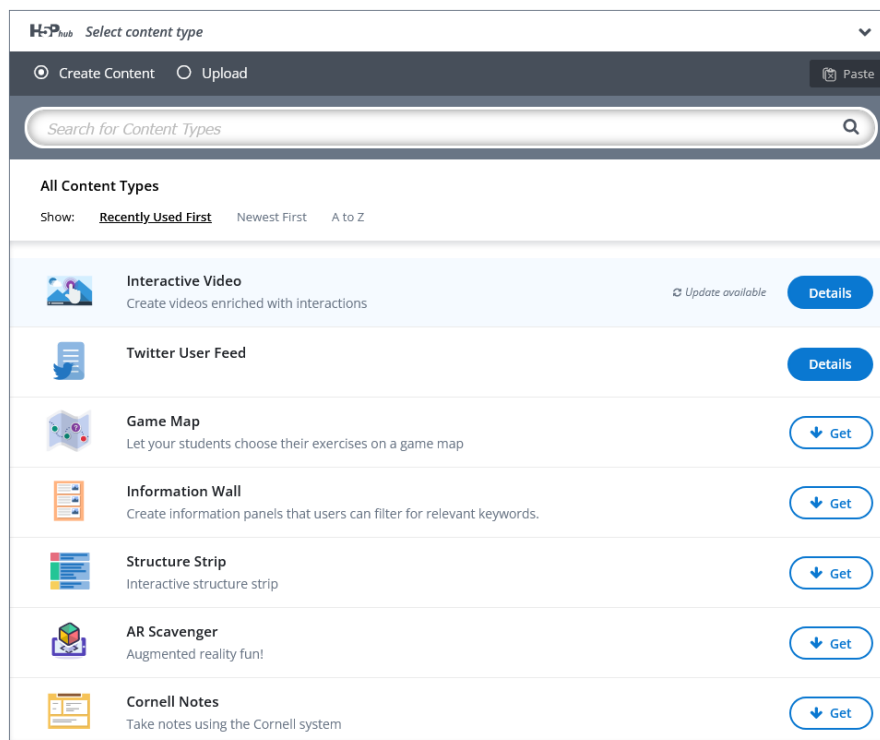 H5Phub Select content type
Create Content Upload Paste
Search for Content Types
All Content Types
Show: Recently Used First Newest First A to Z
Interactive Video
Create videos enriched with interactions
Update available
Details
Twitter User Feed
Details
Game Map
Let your students choose their exercises on a game map
Get
Information Wall
Create information panels that users can filter for relevant keywords.
Get
Structure Strip
Interactive structure strip
Get
AR Scavenger
Augmented reality fun!
Get
Cornell Notes
Take notes using the Cornell system
Get